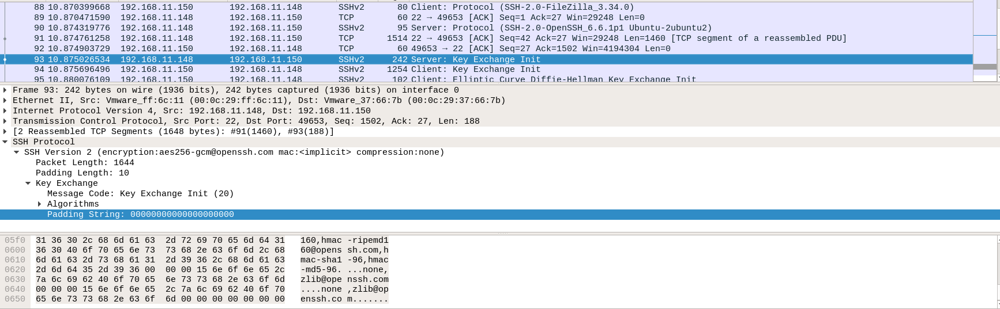 88 10.870399668 192.168.11.150 192.168.11.148 SSHv2 80 Client: Protocol (SSH-2.0-FileZilla_3.34.0)
89 10.870471590 192.168.11.148 192.168.11.150 TCP 60 22 → 49653 [ACK] Seq=1 Ack=27 Win=29248 Len=0
90 10.874319776 192.168.11.148 192.168.11.150 SSHv2 95 Server: Protocol (SSH-2.0-OpenSSH_6.6.1p1 Ubuntu-2ubuntu2)
91 10.874761258 192.168.11.148 192.168.11.150 TCP 1514 22 → 49653 [ACK] Seq=42 Ack=27 Win=29248 Len=1460 [TCP segment of a reassembled PDU]
92 10.874903729 192.168.11.150 192.168.11.148 TCP 60 49653 → 22 [ACK] Seq=27 Ack=1502 Win=4194304 Len=0
93 10.875026534 192.168.11.148 192.168.11.150 SSHv2 242 Server: Key Exchange Init
94 10.875696496 192.168.11.150 192.168.11.148 SSHv2 1254 Client: Key Exchange Init
95 10.880076109 192.168.11.150 192.168.11.148 SSHv2 102 Client: Elliptic Curve Diffie-Hellman Key Exchange Init
Frame 93: 242 bytes on wire (1936 bits), 242 bytes captured (1936 bits) on interface 0
Ethernet II, Src: Vmware_ff:6c:11 (00:0c:29:ff:6c:11), Dst: Vmware_37:66:7b (00:0c:29:37:66:7b)
Internet Protocol Version 4, Src: 192.168.11.148, Dst: 192.168.11.150
Transmission Control Protocol, Src Port: 22, Dst Port: 49653, Seq: 1502, Ack: 27, Len: 188
[2 Reassembled TCP Segments (1648 bytes): #91(1460), #93(188)]
SSH Protocol
SSH Version 2 (encryption:aes256-gcm@openssh.com mac:<implicit> compression:none)
Packet Length: 1644
Padding Length: 10
Key Exchange
Message Code: Key Exchange Init (20)
Algorithms
Padding String: 00000000000000000000
05f0 31 36 30 2c 68 6d 61 63 2d 72 69 70 65 6d 64 31 160,hmac -ripemd1
0600 36 30 40 6f 70 65 6e 73 73 68 2e 63 6f 6d 2c 68 60@opens sh.com,h
0610 6d 61 63 2d 73 68 61 31 2d 39 36 2c 68 6d 61 63 mac-sha1 -96,hmac
0620 2d 6d 64 35 2d 39 36 00 00 00 15 6e 6f 6e 65 2c -md5-96. ...none,
0630 7a 6c 69 62 40 6f 70 65 6e 73 73 68 2e 63 6f 6d zlib@ope nssh.com
0640 00 00 00 15 6e 6f 6e 65 2c 7a 6c 69 62 40 6f 70 ....none ,zlib@op
0650 65 6e 73 73 68 2e 63 6f 6d 00 00 00 00 00 00 00 enssh.co m.......